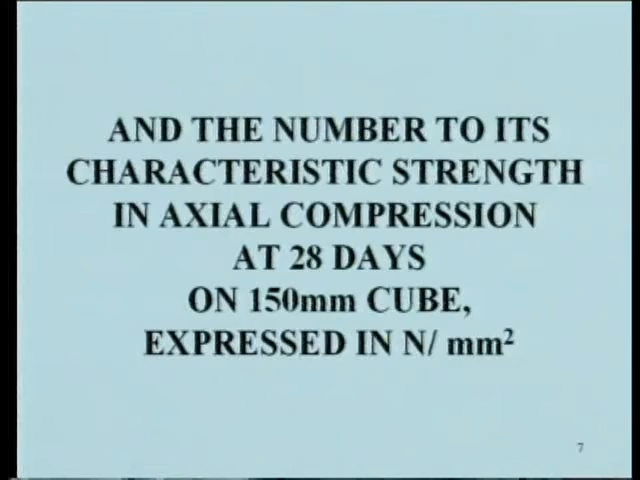 AND THE NUMBER TO ITS
CHARACTERISTIC STRENGTH
IN AXIAL COMPRESSION
AT 28 DAYS
ON 150mm CUBE,
EXPRESSED IN N/ mm²
7